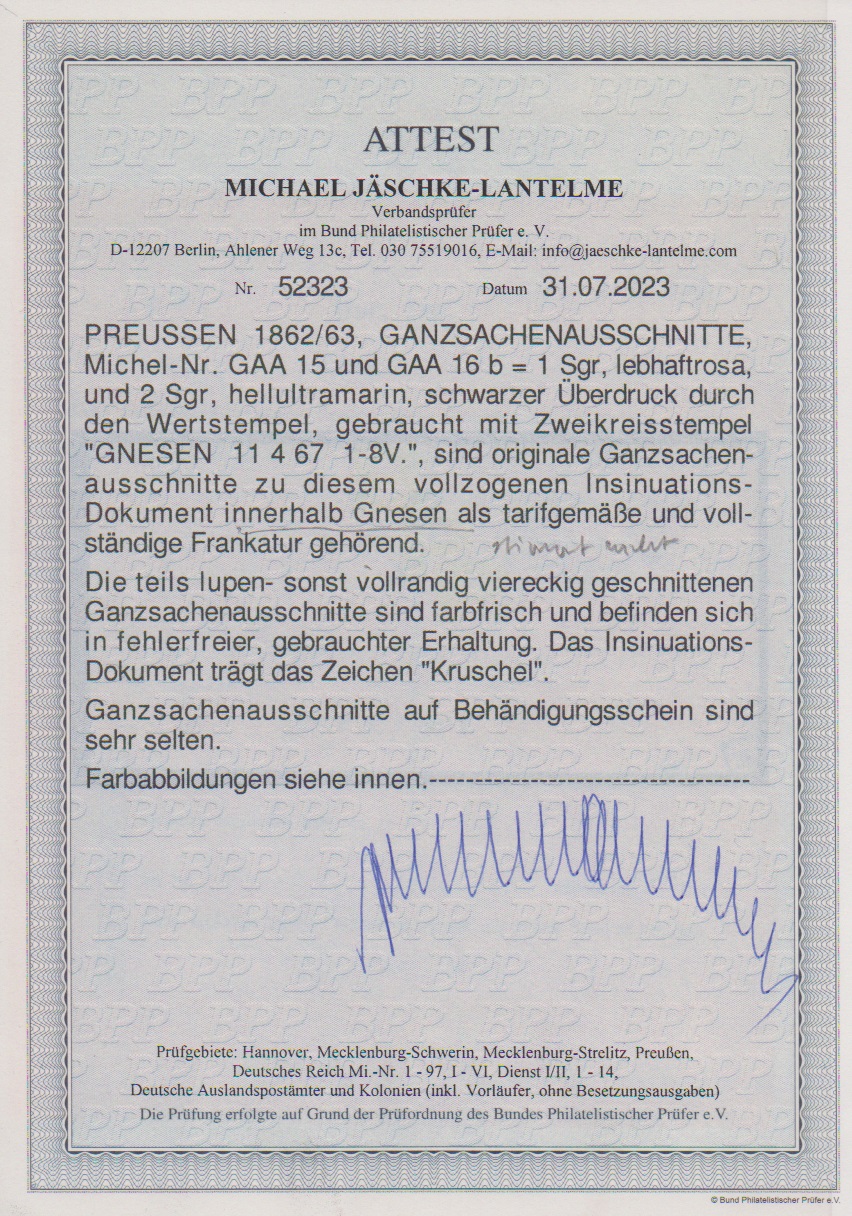 ATTEST
MICHAEL JÄSCHKE-LANTELME
Verbandsprüfer
im Bund Philatelistischer Prüfer e. V.
D-12207 Berlin, Ahlener Weg 13c, Tel. 030 75519016, E-Mail: info@jaeschke-lantelme.com
Nr. 52323 Datum 31.07.2023
PREUSSEN 1862/63, GANZSACHENAUSSCHNITTE,
Michel-Nr. GAA 15 und GAA 16 b = 1 Sgr, lebhaftrosa,
und 2 Sgr, hellultramarin, schwarzer Überdruck durch
den Wertstempel, gebraucht mit Zweikreisstempel
"GNESEN 11 4 67 1-8V.", sind originale Ganzsachen-
ausschnitte zu diesem vollzogenen Insinuations-
Dokument innerhalb Gnesen als tarifgemäße und voll-
ständige Frankatur gehörend. stimmt nicht
Die teils lupen- sonst vollrandig viereckig geschnittenen
Ganzsachenausschnitte sind farbfrisch und befinden sich
in fehlerfreier, gebrauchter Erhaltung. Das Insinuations-
Dokument trägt das Zeichen "Kruschel".
Ganzsachenausschnitte auf Behändigungsschein sind
sehr selten.
Farbabbildungen siehe innen.-----------------------------------
Prüfgebiete: Hannover, Mecklenburg-Schwerin, Mecklenburg-Strelitz, Preußen,
Deutsches Reich Mi.-Nr. 1 - 97, I - VI, Dienst I/II, 1 - 14,
Deutsche Auslandspostämter und Kolonien (inkl. Vorläufer, ohne Besetzungsausgaben)
Die Prüfung erfolgte auf Grund der Prüfordnung des Bundes Philatelistischer Prüfer e.V.
© Bund Philatelistischer Prüfer e.V.